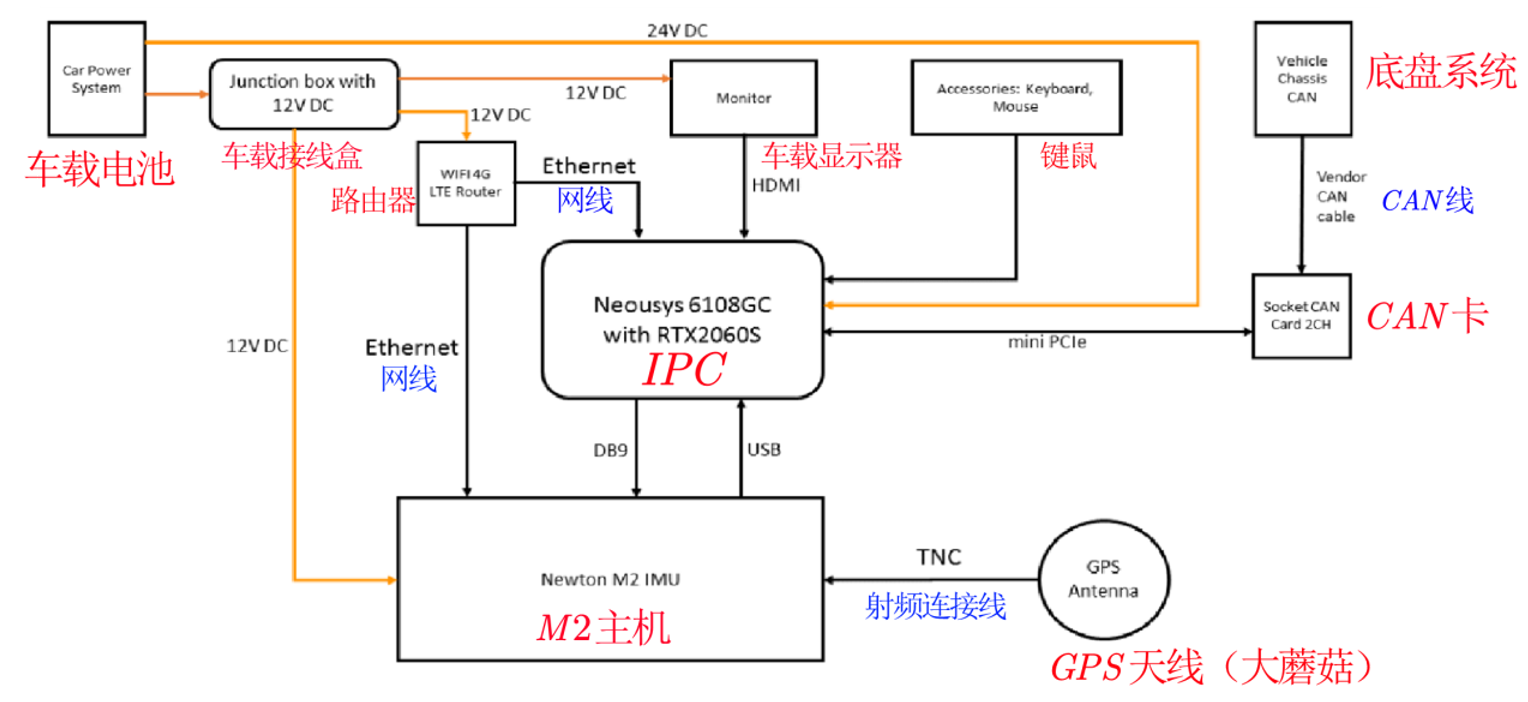 24V DC
Car Power
System
车载电池
Junction box with
12V DC
车载接线盒
12V DC
12V DC
Monitor
车载显示器
HDMI
Accessories: Keyboard,
Mouse
键鼠
Vehicle
Chassis
CAN
底盘系统
WIFI 4G
LTE Router
路由器
Ethernet
网线
Vendor
CAN
cable
CAN线
Neousys 6108GC
with RTX2060S
IPC
Socket CAN
Card 2CH
CAN卡
mini PCIe
12V DC
Ethernet
网线
DB9
USB
Newton M2 IMU
M2主机
TNC
射频连接线
GPS
Antenna
GPS天线（大蘑菇）